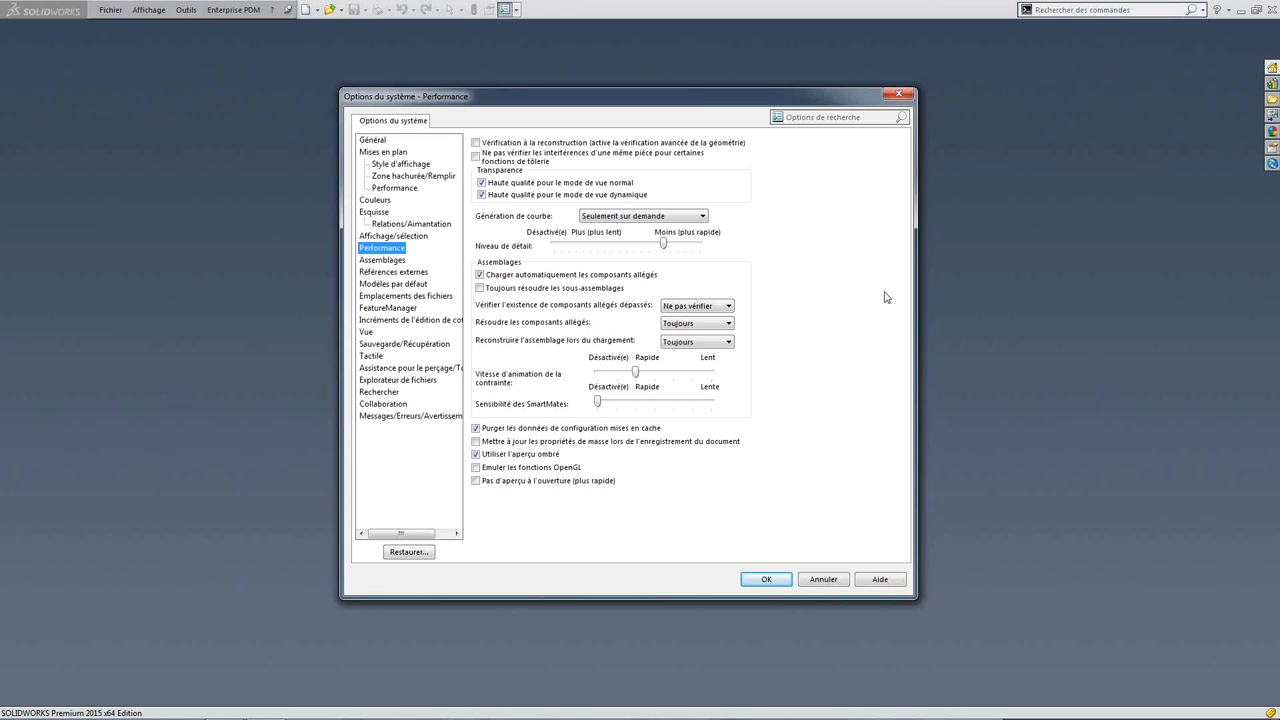 SOLIDWORKS
Fichier Affichage Outils Enterprise PDM ?
Rechercher des commandes
Options du système - Performance
Options du système
Options de recherche
Général
Mises en plan
Style d'affichage
Zone hachurée/Remplir
Performance
Couleurs
Esquisse
Relations/Aimantation
Affichage/sélection
Performance
Assemblages
Références externes
Modèles par défaut
Emplacements des fichiers
FeatureManager
Incréments de l'édition de cot
Vue
Sauvegarde/Récupération
Tactile
Assistance pour le perçage/To
Explorateur de fichiers
Rechercher
Collaboration
Messages/Erreurs/Avertissem
Restaurer...
Vérification à la reconstruction (active la vérification avancée de la géométrie)
Ne pas vérifier les interférences d'une même pièce pour certaines
fonctions de tôlerie
Transparence
Haute qualité pour le mode de vue normal
Haute qualité pour le mode de vue dynamique
Génération de courbe: Seulement sur demande
Désactivé(e) Plus (plus lent) Moins (plus rapide)
Niveau de détail:
Assemblages
Charger automatiquement les composants allégés
Toujours résoudre les sous-assemblages
Vérifier l'existence de composants allégés dépassés: Ne pas vérifier
Résoudre les composants allégés: Toujours
Reconstruire l'assemblage lors du chargement: Toujours
Désactivé(e) Rapide Lent
Vitesse d'animation de la
contrainte:
Désactivé(e) Rapide Lente
Sensibilité des SmartMates:
Purger les données de configuration mises en cache
Mettre à jour les propriétés de masse lors de l'enregistrement du document
Utiliser l'aperçu ombré
Emuler les fonctions OpenGL
Pas d'aperçu à l'ouverture (plus rapide)
OK Annuler Aide
SOLIDWORKS Premium 2015 x64 Edition